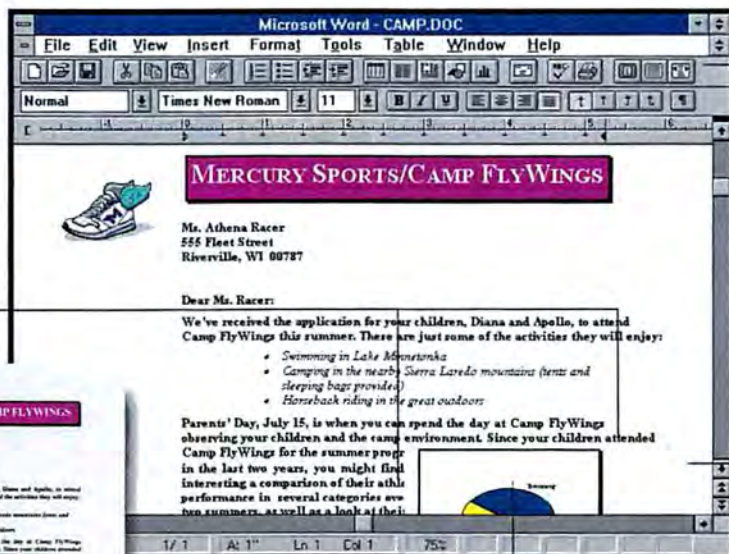 Microsoft Word - CAMP.DOC
File Edit View Insert Format Tools Table Window Help
Normal Times New Roman 11 B I U
MERCURY SPORTS/CAMP FLYWINGS
M
Ms. Athena Racer
555 Fleet Street
Riverville, WI 00787
Dear Ms. Racer:
We've received the application for your children, Diana and Apollo, to attend
Camp FlyWings this summer. There are just some of the activities they will enjoy:
• Swimming in Lake Minnetonka
• Camping in the nearby Sierra Laredo mountains (tents and
sleeping bags provided)
• Horseback riding in the great outdoors
Parents' Day, July 15, is when you can spend the day at Camp FlyWings
observing your children and the camp environment. Since your children attended
Camp FlyWings for the summer progr
in the last two years, you might find
interesting a comparison of their athle
performance in several categories ove
two summers, as well as a look at thei
Swimming
1/ 1 At 1" Ln 1 Col 1 75%
MP FLYWINGS